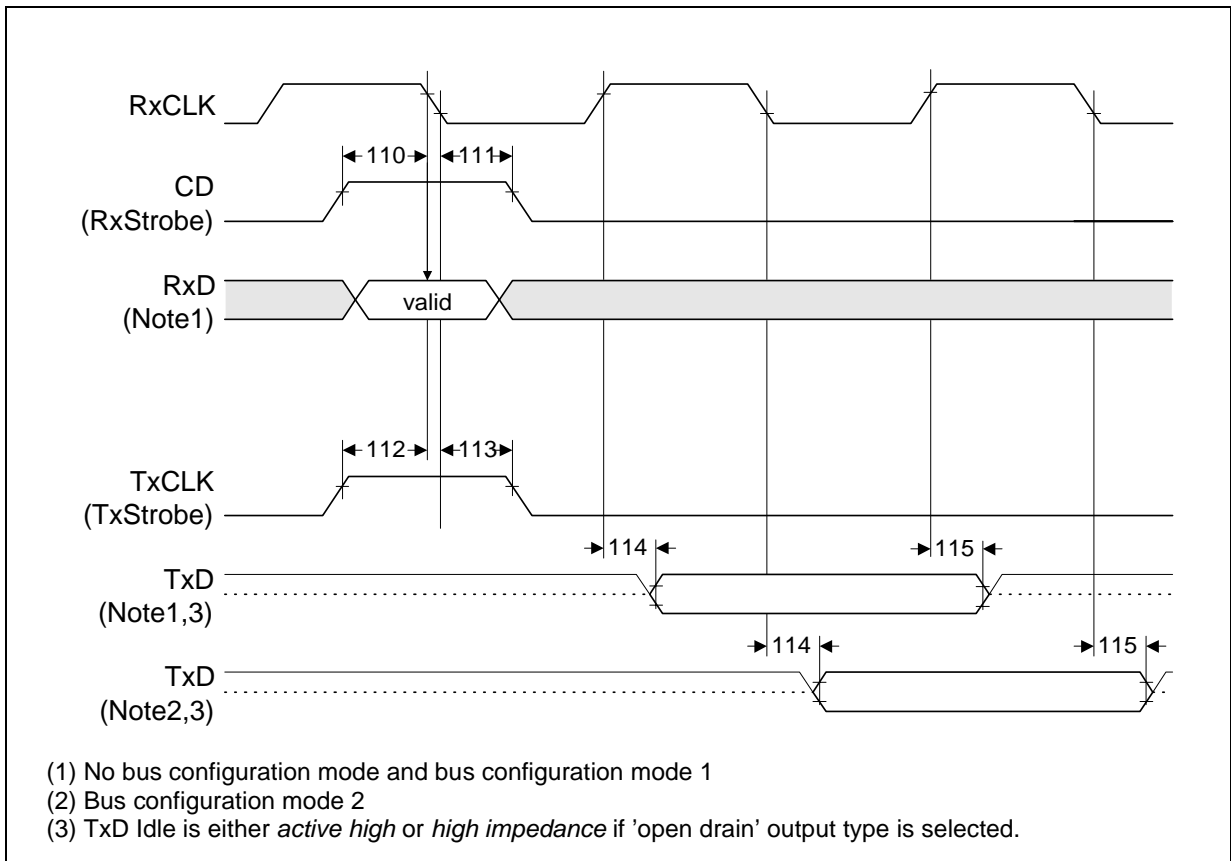 RxCLK
110 111
CD
(RxStrobe)
RxD
(Note1)
valid
112 113
TxCLK
(TxStrobe)
114 115
TxD
(Note1,3)
114 115
TxD
(Note2,3)
(1) No bus configuration mode and bus configuration mode 1
(2) Bus configuration mode 2
(3) TxD Idle is either active high or high impedance if ’open drain’ output type is selected.